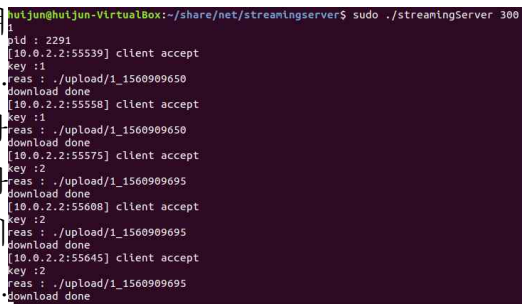 huijun@huijun-VirtualBox:~/share/net/streamingserver$ sudo ./streamingServer 300
1
pid : 2291
[10.0.2.2:55539] client accept
key :1
reas : ./upload/1_1560909650
download done
[10.0.2.2:55558] client accept
key :1
reas : ./upload/1_1560909650
download done
[10.0.2.2:55575] client accept
key :2
reas : ./upload/1_1560909695
download done
[10.0.2.2:55608] client accept
key :2
reas : ./upload/1_1560909695
download done
[10.0.2.2:55645] client accept
key :2
reas : ./upload/1_1560909695
download done